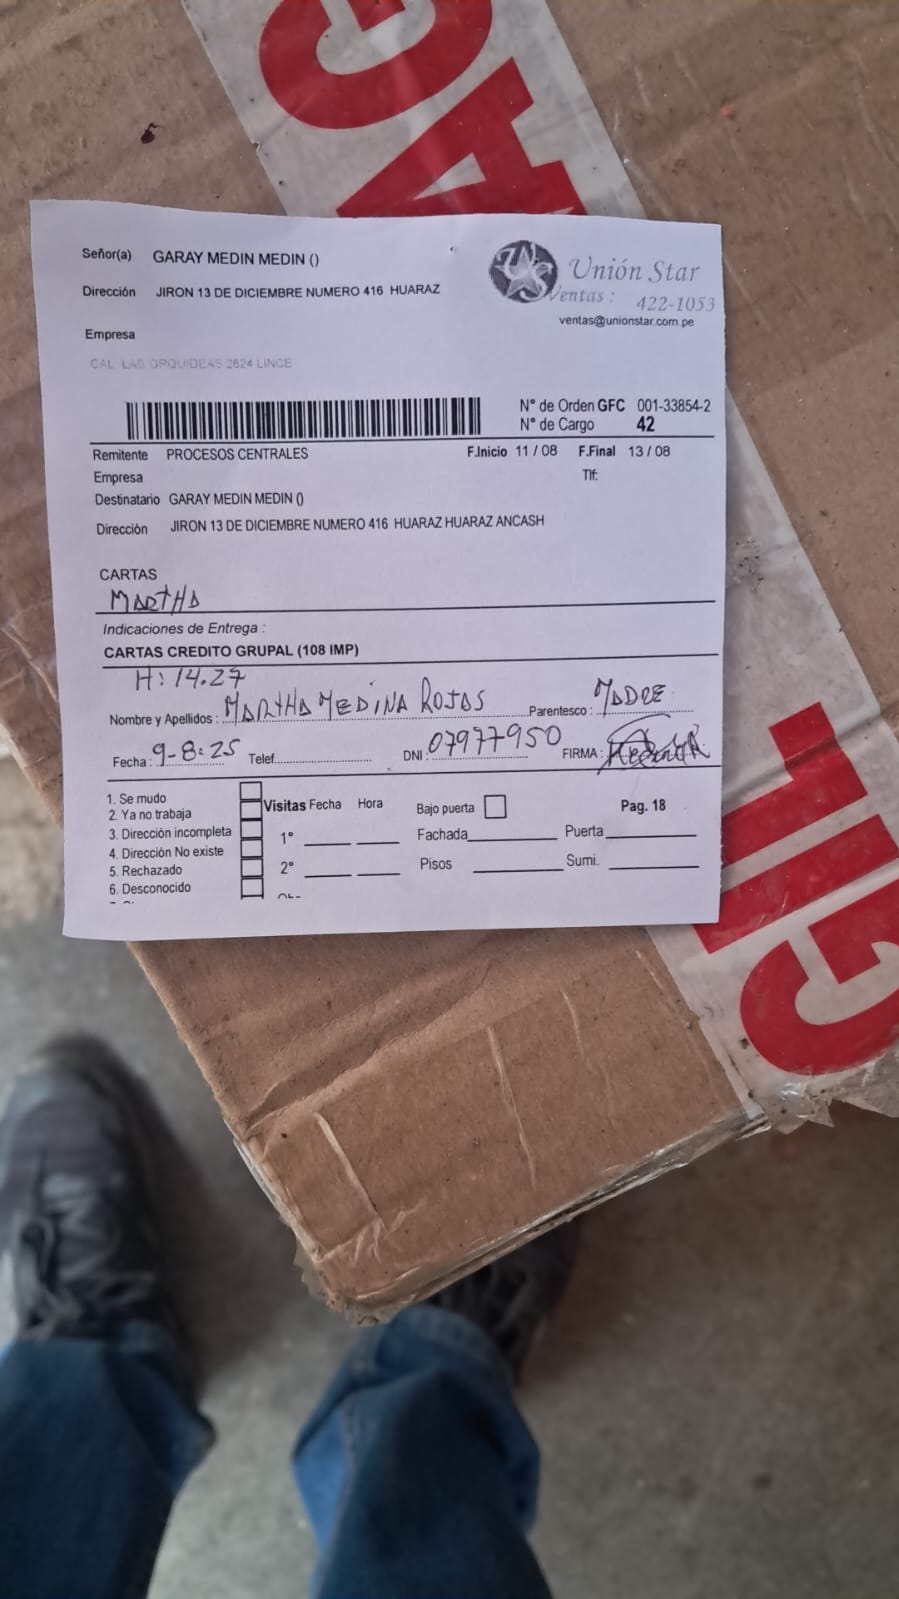 AG
Señor(a) GARAY MEDIN MEDIN ()
Dirección JIRON 13 DE DICIEMBRE NUMERO 416 HUARAZ
US Unión Star
Ventas : 422-1053
ventas@unionstar.com.pe
Empresa
CAL. LAS ORQUIDEAS 2624 LINCE
N° de Orden GFC 001-33854-2
N° de Cargo 42
Remitente PROCESOS CENTRALES F.Inicio 11 / 08 F.Final 13 / 08
Empresa Tlf:
Destinatario GARAY MEDIN MEDIN ()
Dirección JIRON 13 DE DICIEMBRE NUMERO 416 HUARAZ HUARAZ ANCASH
CARTAS
MARTHA
Indicaciones de Entrega :
CARTAS CREDITO GRUPAL (108 IMP)
H: 14.27
Nombre y Apellidos : MARTHA MEDINA ROJAS Parentesco : MADRE
Fecha : 9-8-25 Telef. DNI : 07977950 FIRMA :
1. Se mudo
2. Ya no trabaja
3. Dirección incompleta
4. Dirección No existe
5. Rechazado
6. Desconocido
Visitas Fecha Hora
1°
2°
Bajo puerta Pag. 18
Fachada Puerta
Pisos Sumi.
GIL